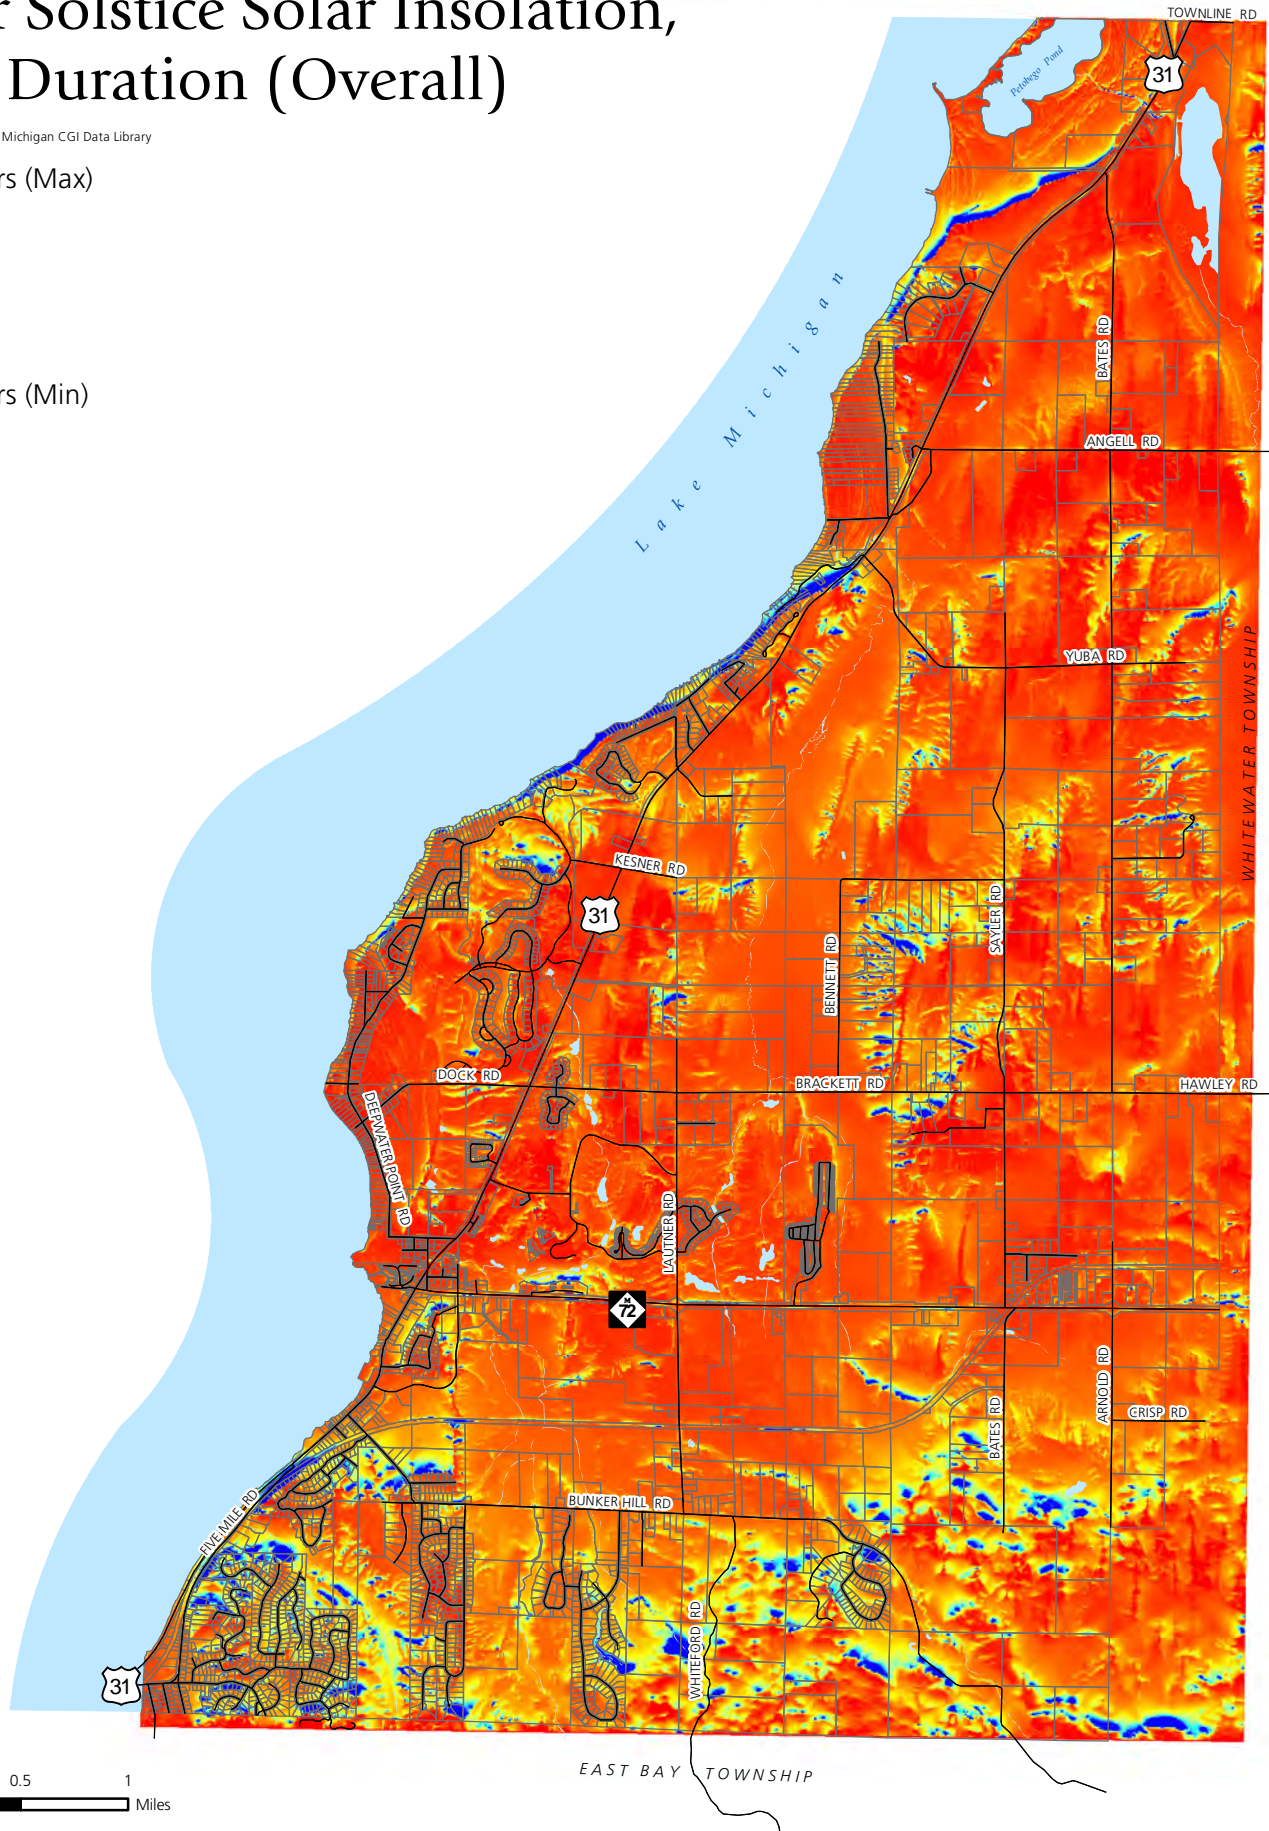 r Solstice Solar Insolation,
Duration (Overall)
Michigan CGI Data Library
rs (Max)
rs (Min)
TOWNLINE RD
31
Petobego Pond
Lake Michigan
BATES RD
ANGELL RD
YUBA RD
WHITEWATER TOWNSHIP
KESNER RD
31
SAYLER RD
BENNETT RD
DOCK RD
BRACKETT RD
HAWLEY RD
DEEPWATER POINT RD
LAUTNER RD
M
72
ARNOLD RD
BATES RD
CRISP RD
FIVE MILE RD
BUNKER HILL RD
WHITEFORD RD
31
EAST BAY TOWNSHIP
0.5 1
Miles